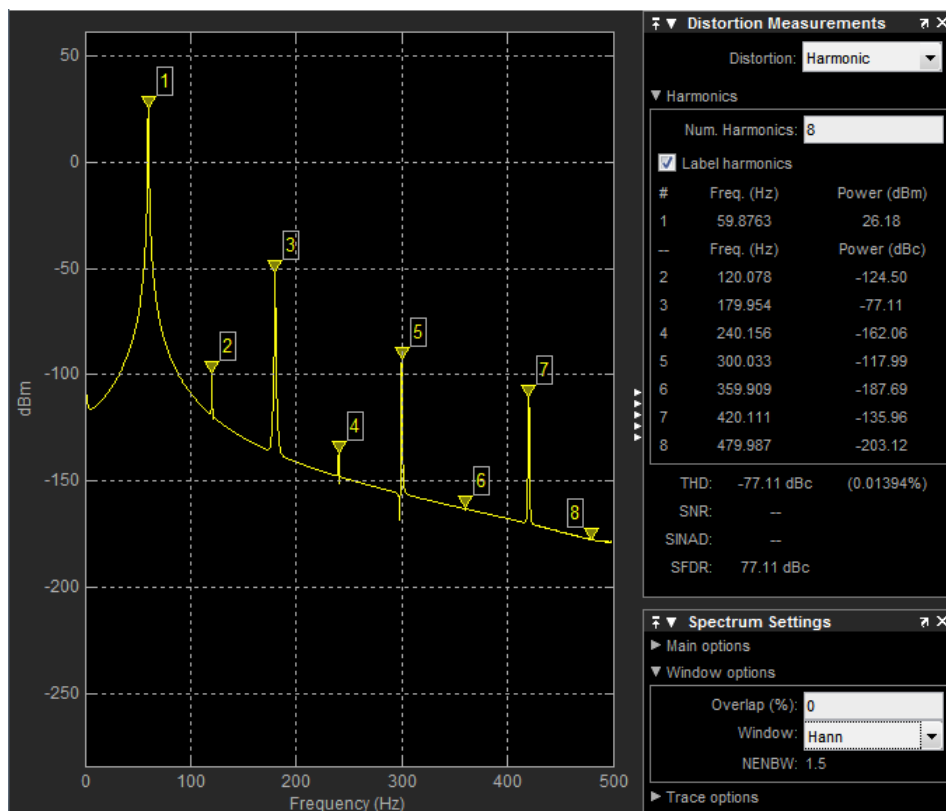 50
0
-50
-100
-150
-200
-250
dBm
0 100 200 300 400 500
Frequency (Hz)
1
2
3
4
5
6
7
8
Distortion Measurements
Distortion: Harmonic
Harmonics
Num. Harmonics: 8
Label harmonics
# Freq. (Hz) Power (dBm)
1 59.8763 26.18
-- Freq. (Hz) Power (dBc)
2 120.078 -124.50
3 179.954 -77.11
4 240.156 -162.06
5 300.033 -117.99
6 359.909 -187.69
7 420.111 -135.96
8 479.987 -203.12
THD: -77.11 dBc (0.01394%)
SNR: --
SINAD: --
SFDR: 77.11 dBc
Spectrum Settings
Main options
Window options
Overlap (%): 0
Window: Hann
NENBW: 1.5
Trace options